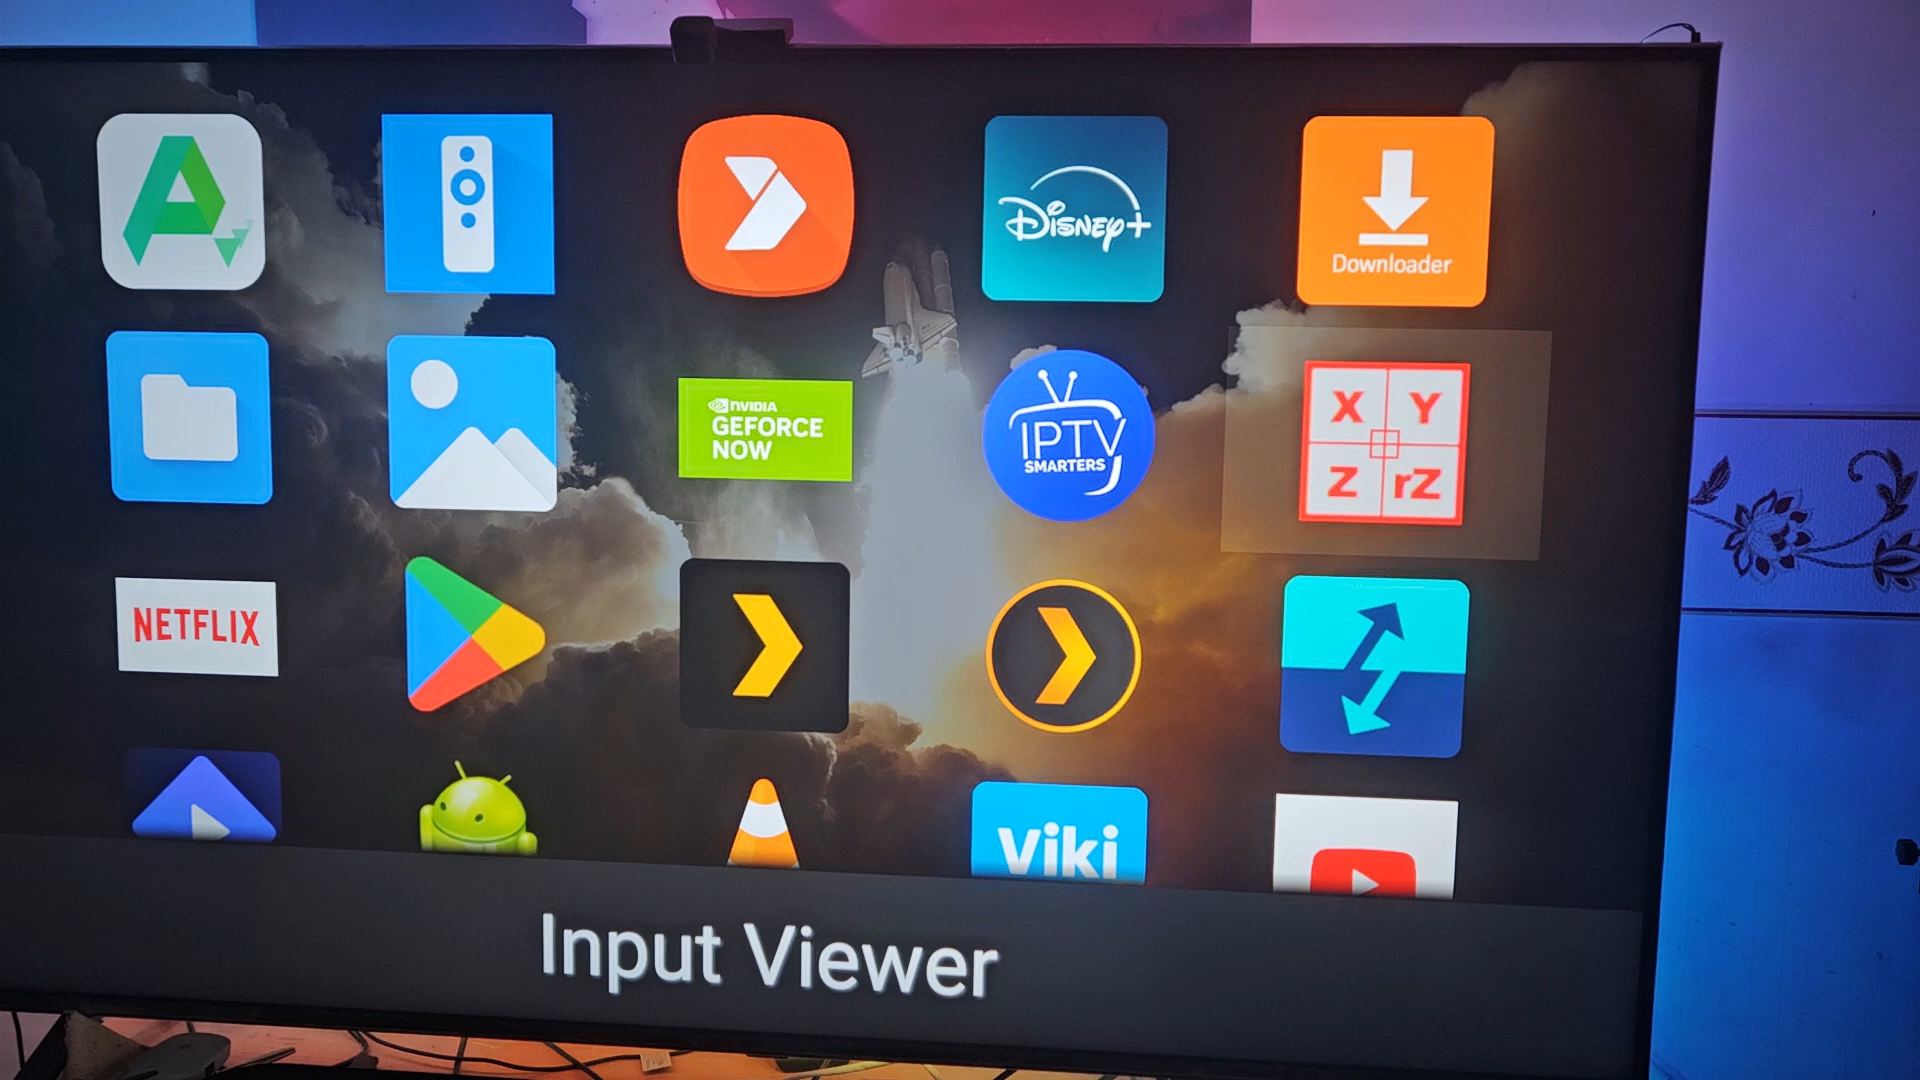 Disney+
Downloader
NVIDIA
GEFORCE
NOW
IPTV
SMARTERS
X Y
Z rZ
NETFLIX
Viki
Input Viewer